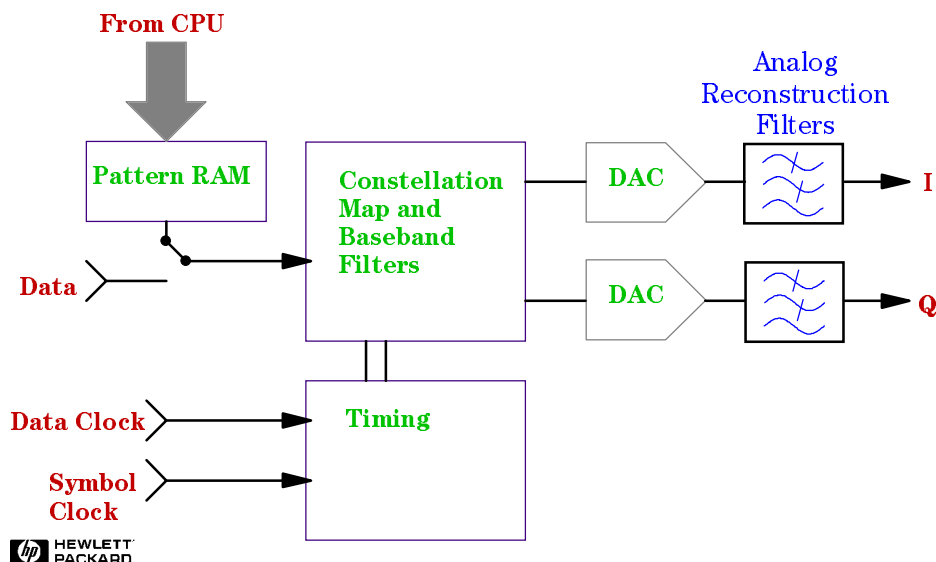 From CPU
Analog
Reconstruction
Filters
Pattern RAM
Constellation
Map and
Baseband
Filters
DAC
I
Data
DAC
Q
Data Clock
Timing
Symbol
Clock
hp HEWLETT
PACKARD